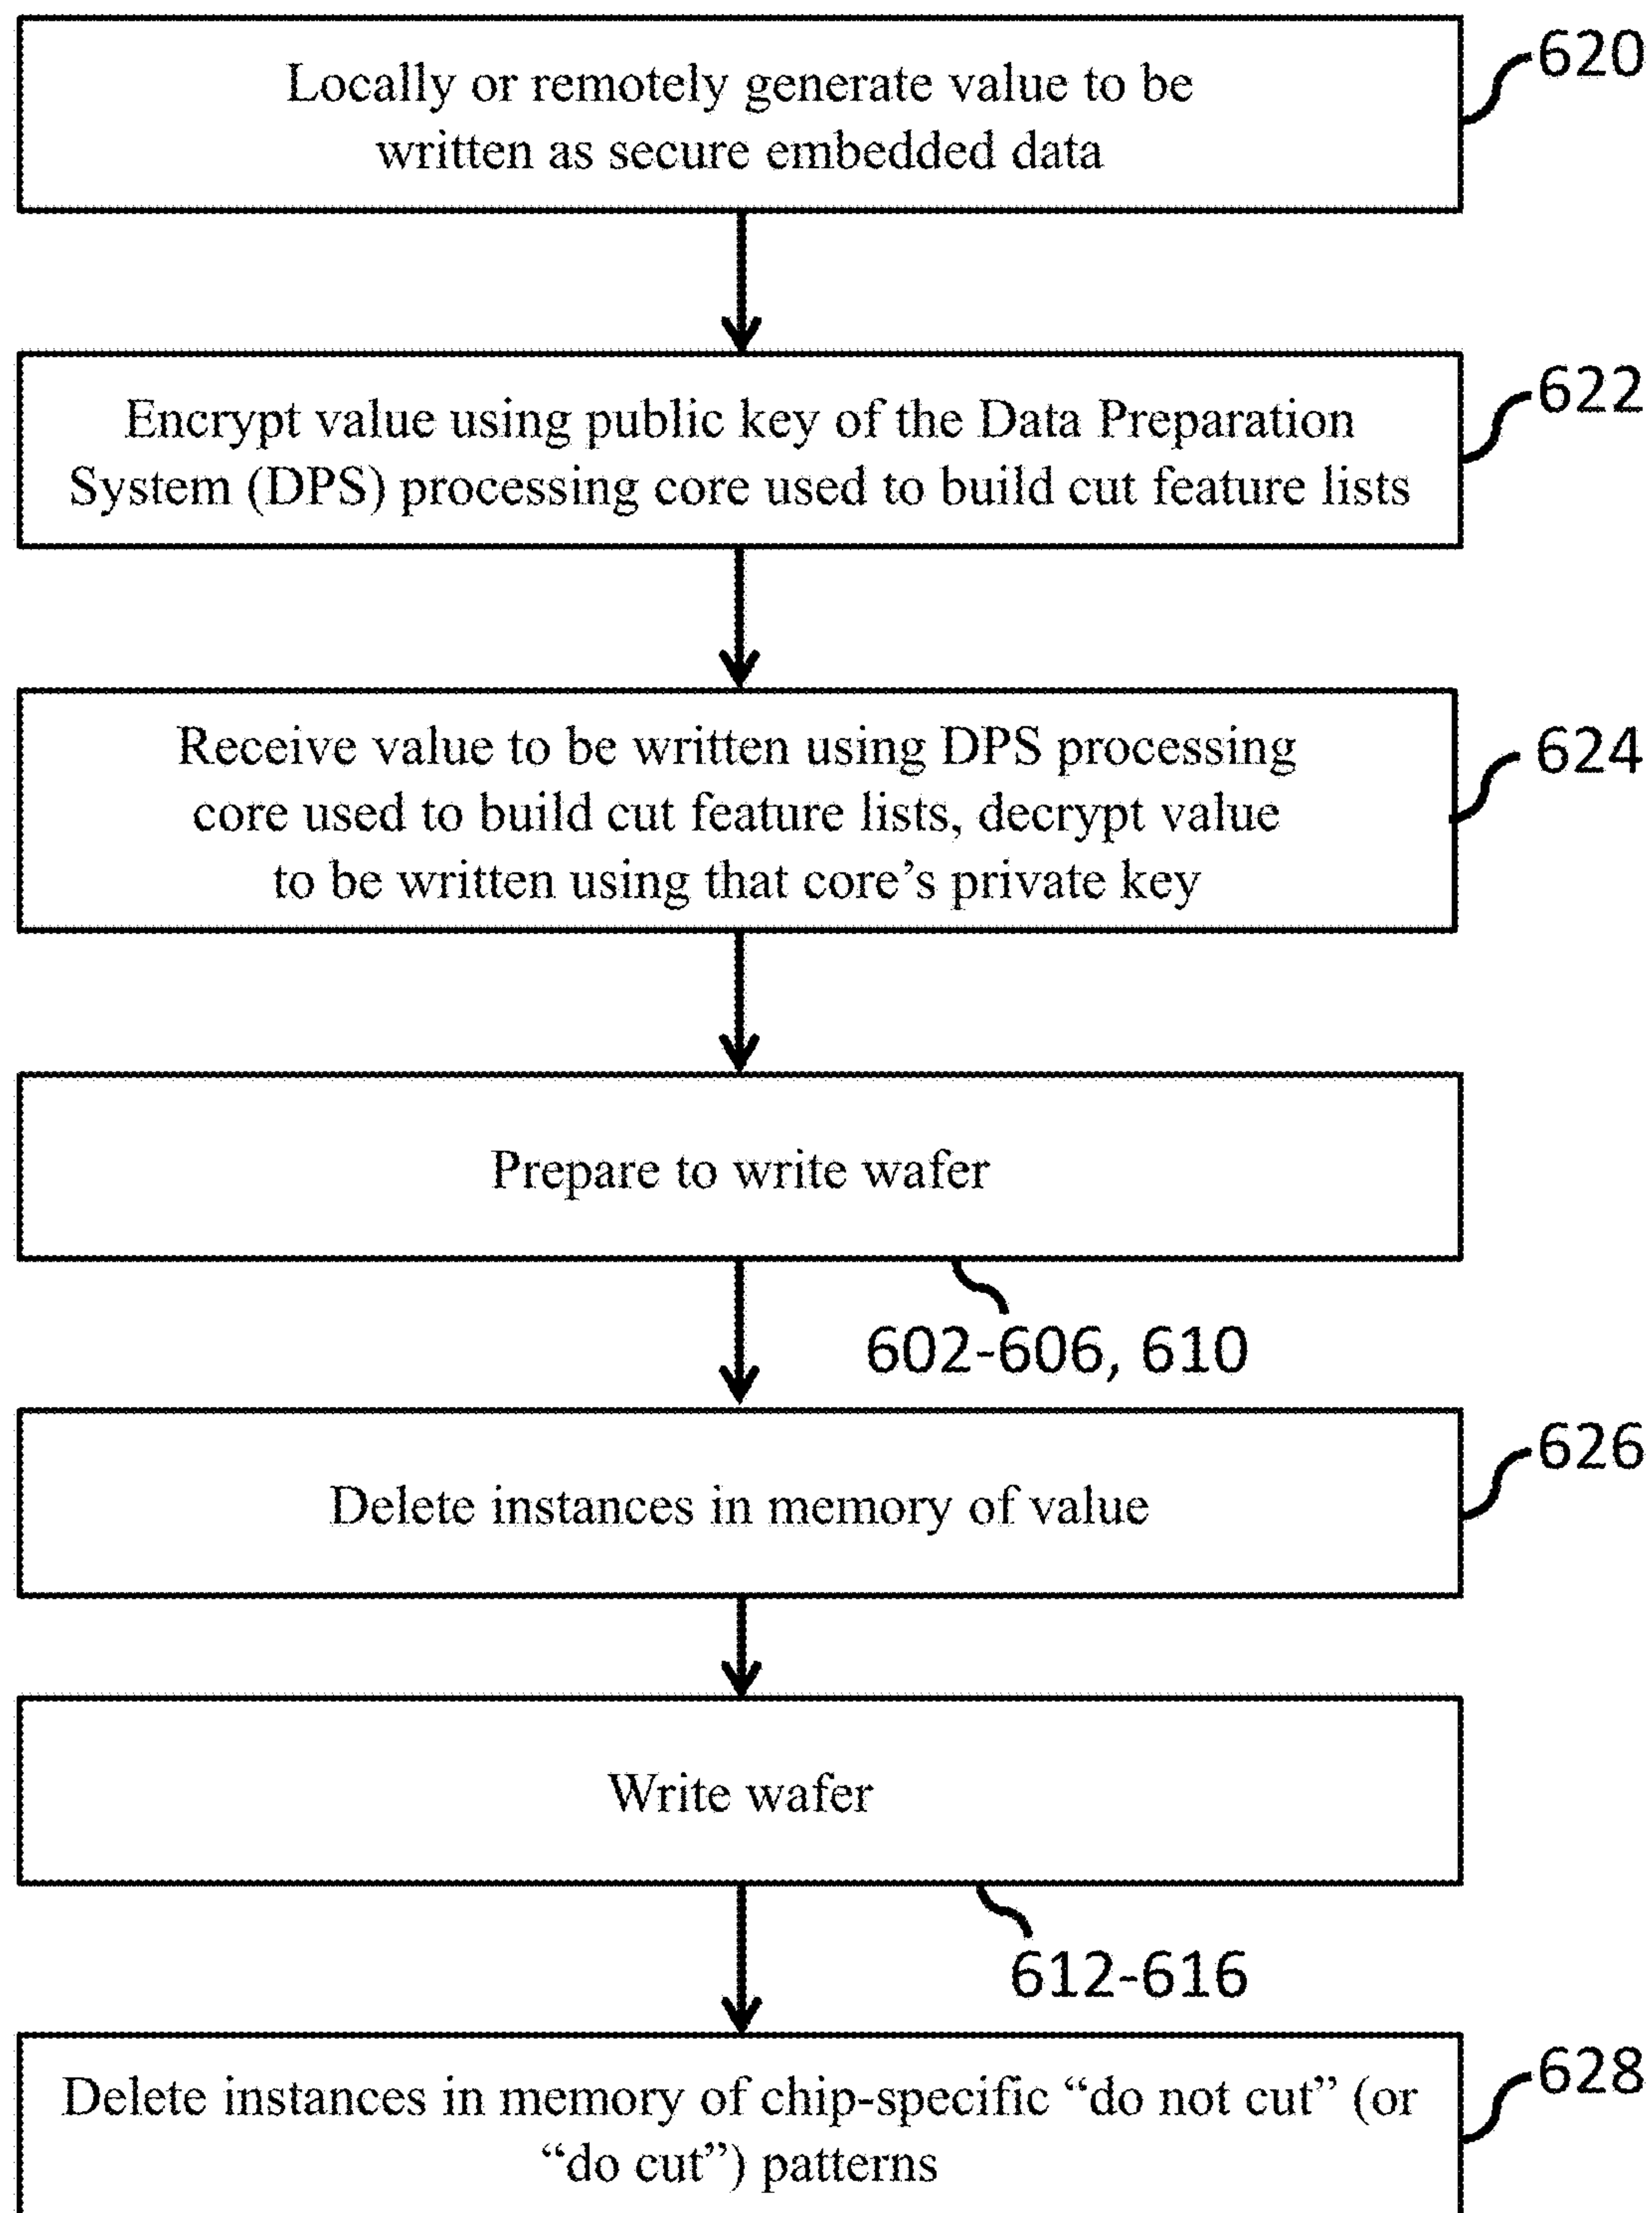 Locally or remotely generate value to be
written as secure embedded data
620
Encrypt value using public key of the Data Preparation
System (DPS) processing core used to build cut feature lists
622
Receive value to be written using DPS processing
core used to build cut feature lists, decrypt value
to be written using that core’s private key
624
Prepare to write wafer
602-606, 610
Delete instances in memory of value
626
Write wafer
612-616
Delete instances in memory of chip-specific “do not cut” (or
“do cut”) patterns
628